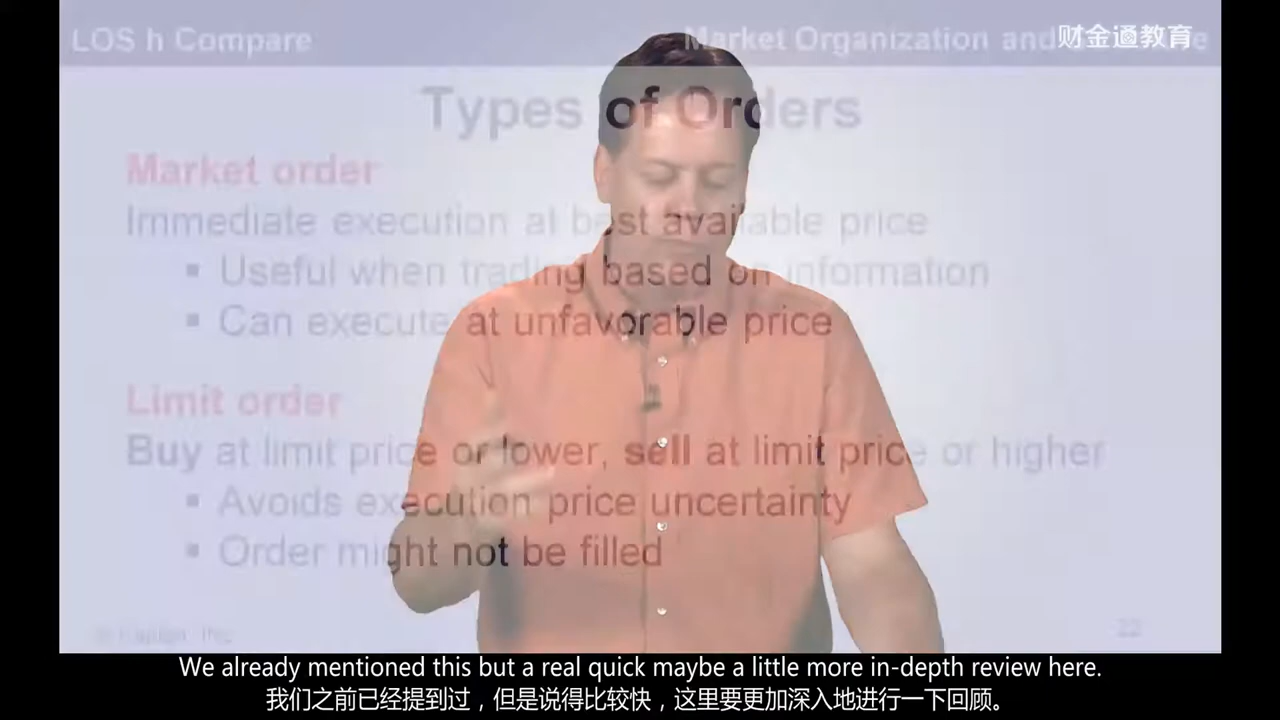 LOS h Compare
Market Organization and
财金通教育
Types of Orders
Market order
Immediate execution at best available price
▪ Useful when trading based on information
▪ Can execute at unfavorable price
Limit order
Buy at limit price or lower, sell at limit price or higher
▪ Avoids execution price uncertainty
▪ Order might not be filled
© Kaplan, Inc.
22
We already mentioned this but a real quick maybe a little more in-depth review here.
我们之前已经提到过，但是说得比较快，这里要更加深入地进行一下回顾。